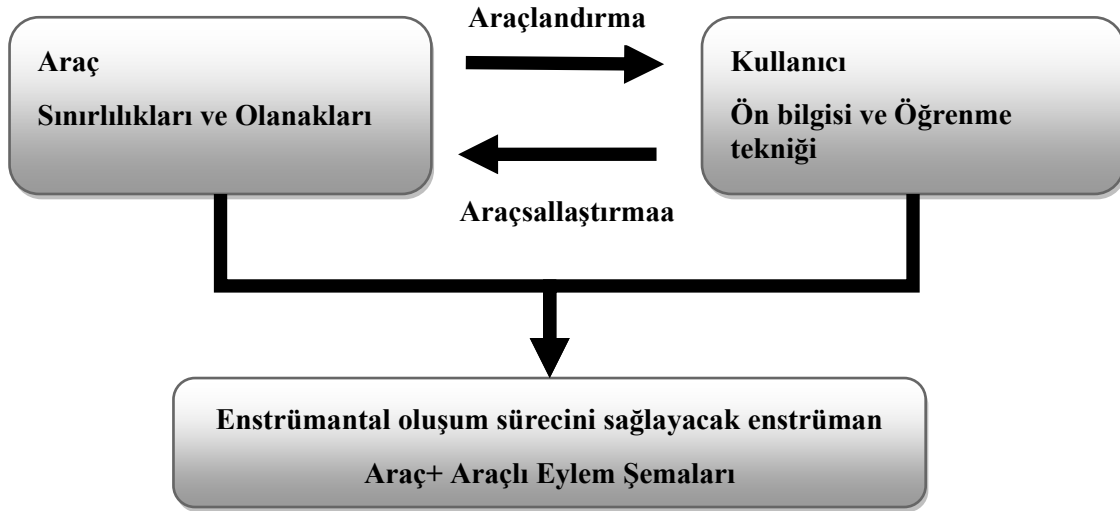 Araçlandırma
Araç
Sınırlılıkları ve Olanakları
Kullanıcı
Ön bilgisi ve Öğrenme
tekniği
Araçsallaştırmaa
Enstrümantal oluşum sürecini sağlayacak enstrüman
Araç+ Araçlı Eylem Şemaları